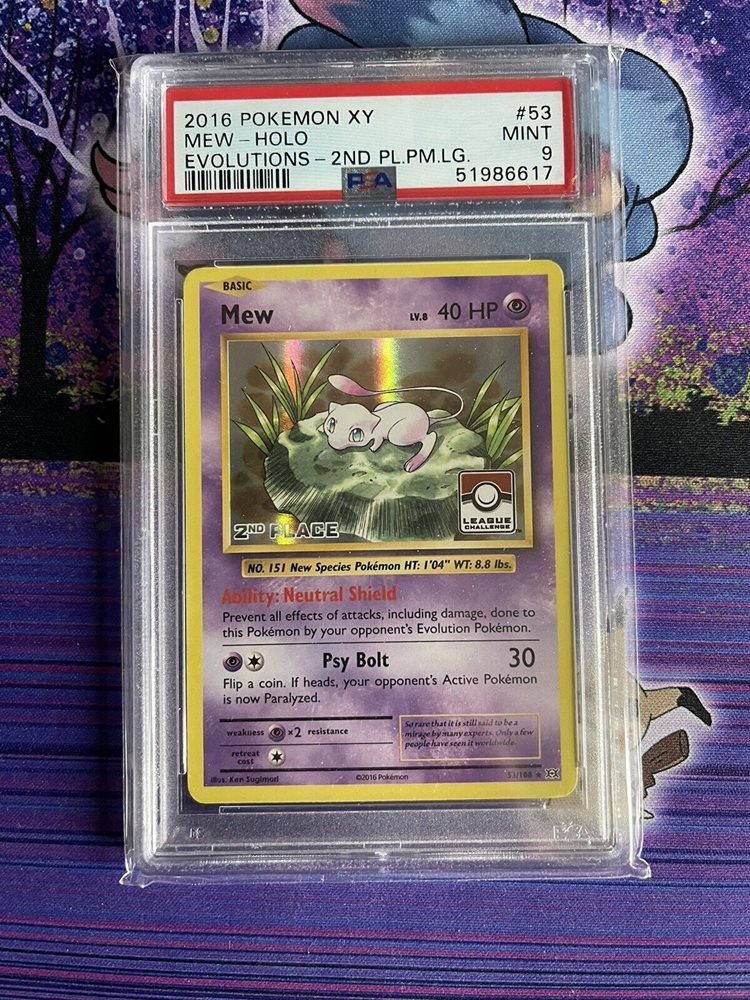 2016 POKEMON XY #53
MEW - HOLO MINT
EVOLUTIONS - 2ND PL.PM.LG. 9
PSA 51986617
BASIC
Mew LV.8 40 HP
LEAGUE
CHALLENGE
2ND PLACE
NO. 151 New Species Pokémon HT: 1'04" WT: 8.8 lbs.
Ability: Neutral Shield
Prevent all effects of attacks, including damage, done to
this Pokémon by your opponent's Evolution Pokémon.
Psy Bolt 30
Flip a coin. If heads, your opponent's Active Pokémon
is now Paralyzed.
weakness ×2 resistance
retreat
cost
So rare that it is still said to be a
mirage by many experts. Only a few
people have seen it worldwide.
Illus. Ken Sugimori ©2016 Pokémon 53/108 ★